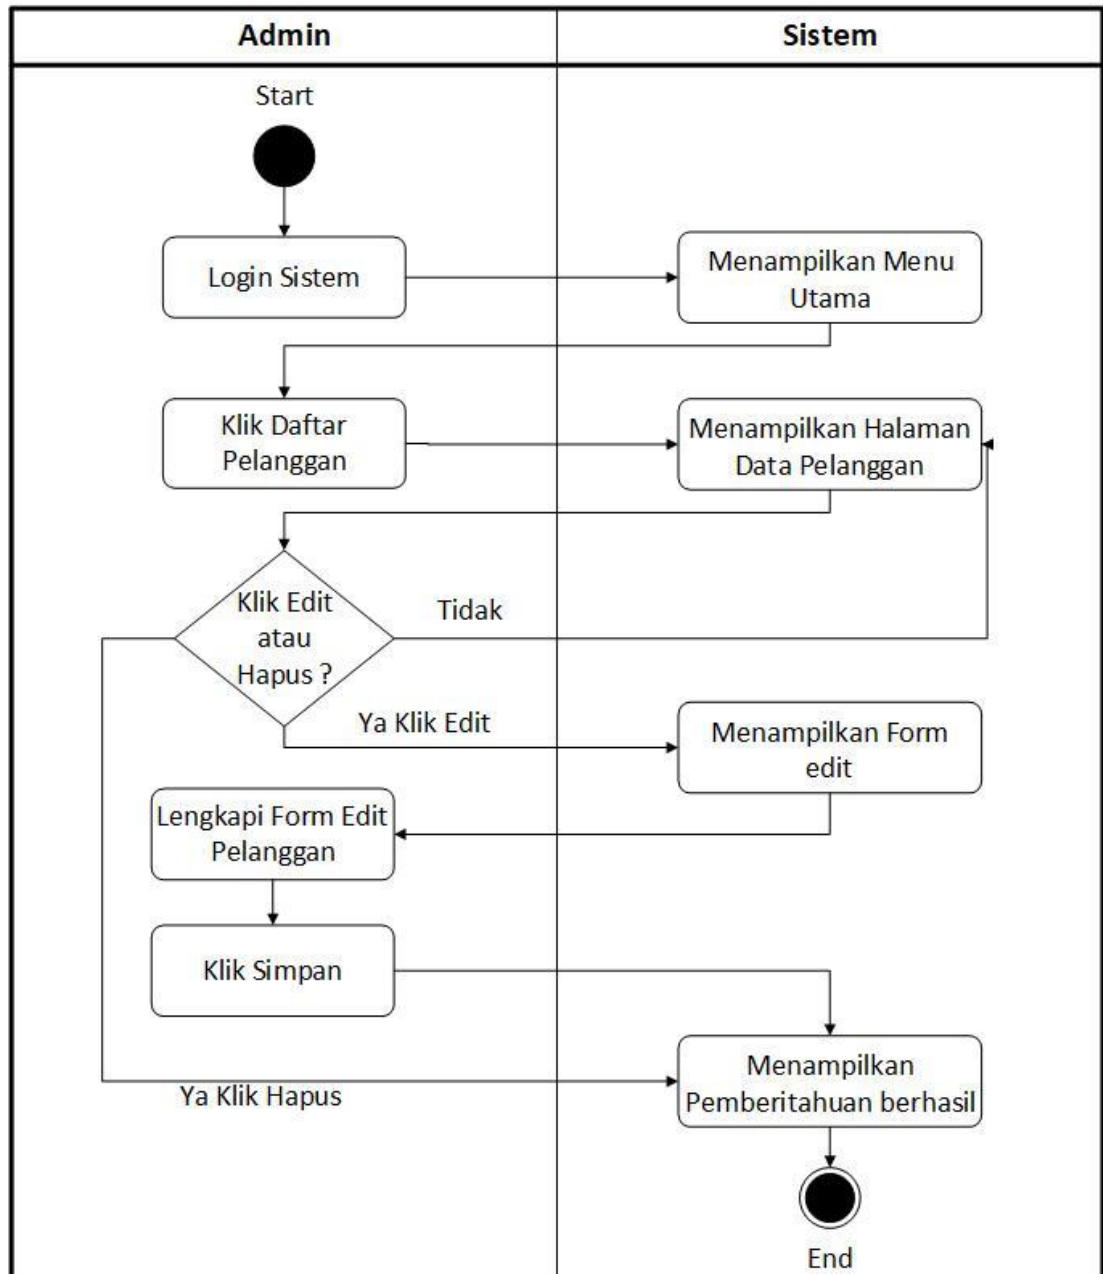 Admin
Sistem
Start
Login Sistem
Menampilkan Menu
Utama
Klik Daftar
Pelanggan
Menampilkan Halaman
Data Pelanggan
Klik Edit
atau
Hapus ?
Tidak
Ya Klik Edit
Menampilkan Form
edit
Lengkapi Form Edit
Pelanggan
Klik Simpan
Menampilkan
Pemberitahuan berhasil
Ya Klik Hapus
End